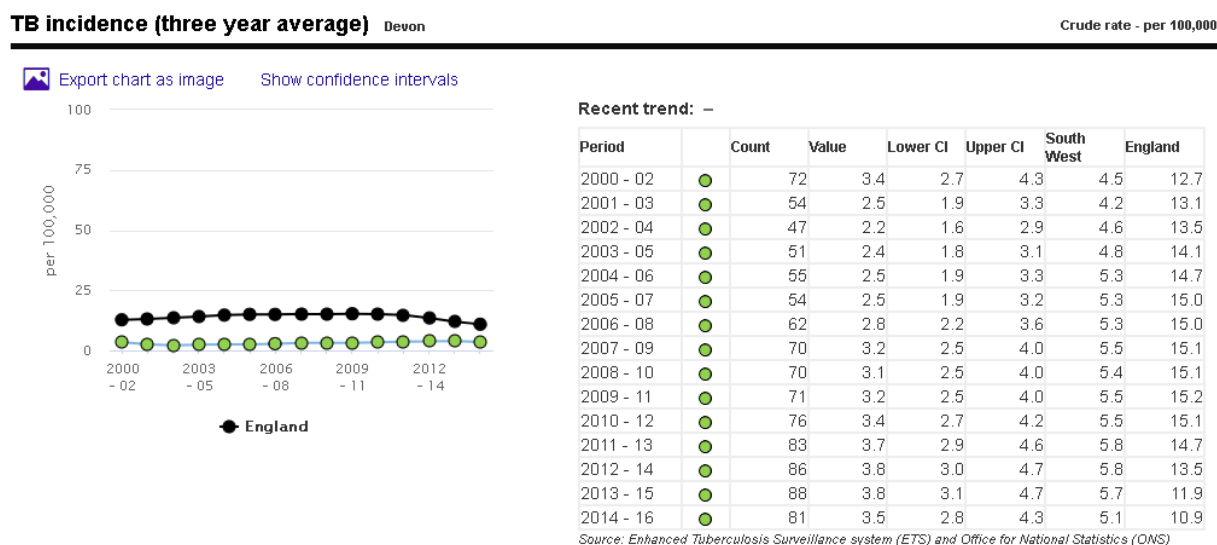 TB incidence (three year average) Devon Crude rate - per 100,000
Export chart as image Show confidence intervals
100
75
50
25
0
per 100,000
2000 - 02
2003 - 05
2006 - 08
2009 - 11
2012 - 14
England
Recent trend: –
Period Count Value Lower CI Upper CI South West England
2000 - 02 72 3.4 2.7 4.3 4.5 12.7
2001 - 03 54 2.5 1.9 3.3 4.2 13.1
2002 - 04 47 2.2 1.6 2.9 4.6 13.5
2003 - 05 51 2.4 1.8 3.1 4.8 14.1
2004 - 06 55 2.5 1.9 3.3 5.3 14.7
2005 - 07 54 2.5 1.9 3.2 5.3 15.0
2006 - 08 62 2.8 2.2 3.6 5.3 15.0
2007 - 09 70 3.2 2.5 4.0 5.5 15.1
2008 - 10 70 3.1 2.5 4.0 5.4 15.1
2009 - 11 71 3.2 2.5 4.0 5.5 15.2
2010 - 12 76 3.4 2.7 4.2 5.5 15.1
2011 - 13 83 3.7 2.9 4.6 5.8 14.7
2012 - 14 86 3.8 3.0 4.7 5.8 13.5
2013 - 15 88 3.8 3.1 4.7 5.7 11.9
2014 - 16 81 3.5 2.8 4.3 5.1 10.9
Source: Enhanced Tuberculosis Surveillance system (ETS) and Office for National Statistics (ONS)